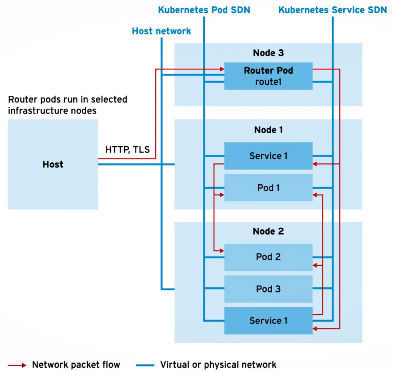 Kubernetes Pod SDN
Kubernetes Service SDN
Host network
Node 3
Router Pod
route1
Router pods run in selected
infrastructure nodes
Host
HTTP, TLS
Node 1
Service 1
Pod 1
Node 2
Pod 2
Pod 3
Service 1
Network packet flow
Virtual or physical network